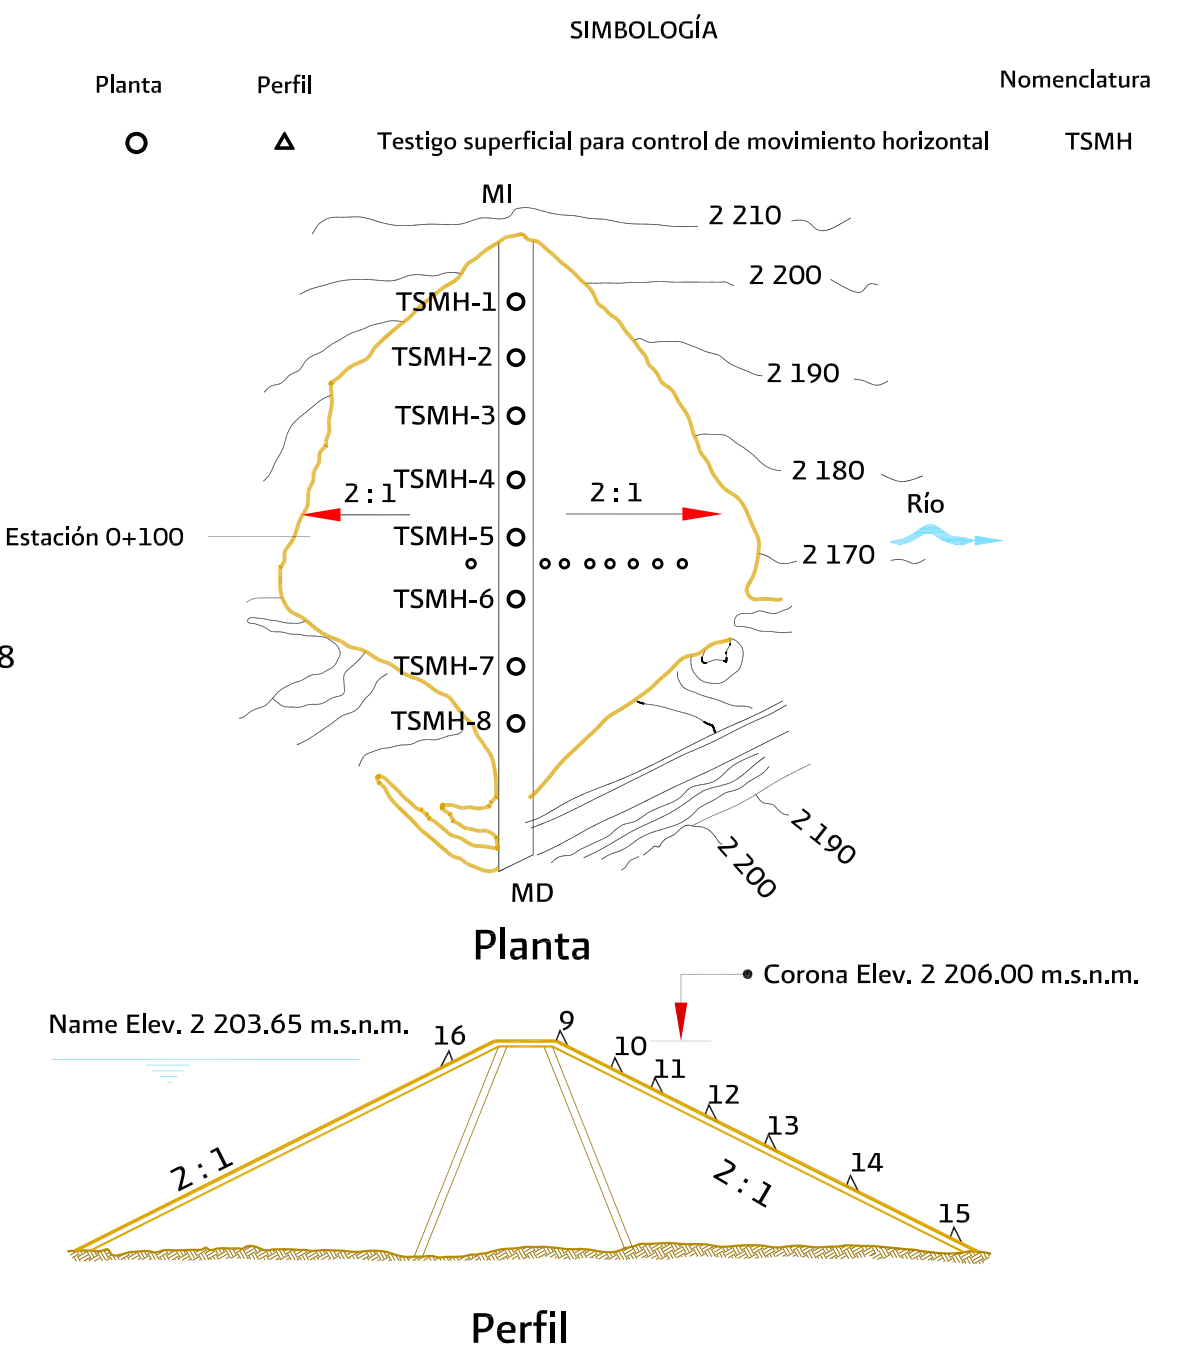 SIMBOLOGÍA
Planta Perfil Nomenclatura
Testigo superficial para control de movimiento horizontal TSMH
MI
2 210
2 200
TSMH-1
TSMH-2
2 190
TSMH-3
2 180
TSMH-4
2 : 1 2 : 1
Río
Estación 0+100
TSMH-5
2 170
TSMH-6
8
TSMH-7
TSMH-8
2 190
2 200
MD
Planta
Corona Elev. 2 206.00 m.s.n.m.
Name Elev. 2 203.65 m.s.n.m.
16 9
10
11
12
13
2 : 1
14
2 : 1
15
Perfil